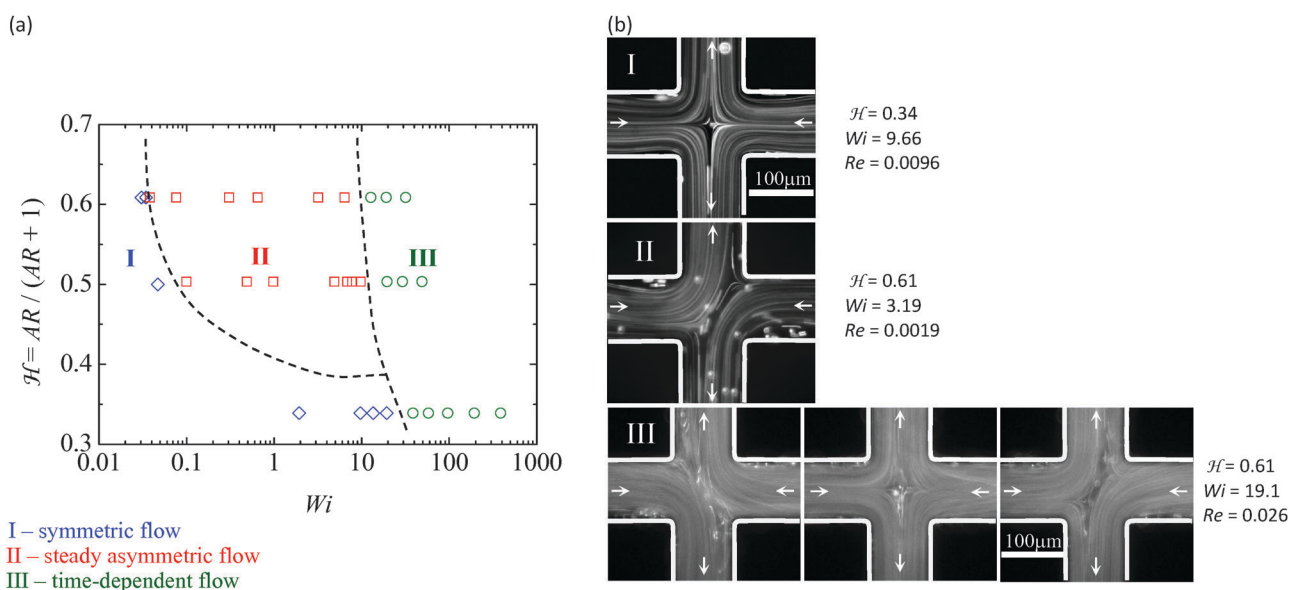 (a)
0.7
0.6
0.5
0.4
0.3
ℋ = AR / (AR + 1)
I
II
III
0.01
0.1
1
10
100
1000
Wi
I – symmetric flow
II – steady asymmetric flow
III – time-dependent flow
(b)
I
100μm
ℋ = 0.34
Wi = 9.66
Re = 0.0096
II
ℋ = 0.61
Wi = 3.19
Re = 0.0019
III
100μm
ℋ = 0.61
Wi = 19.1
Re = 0.026